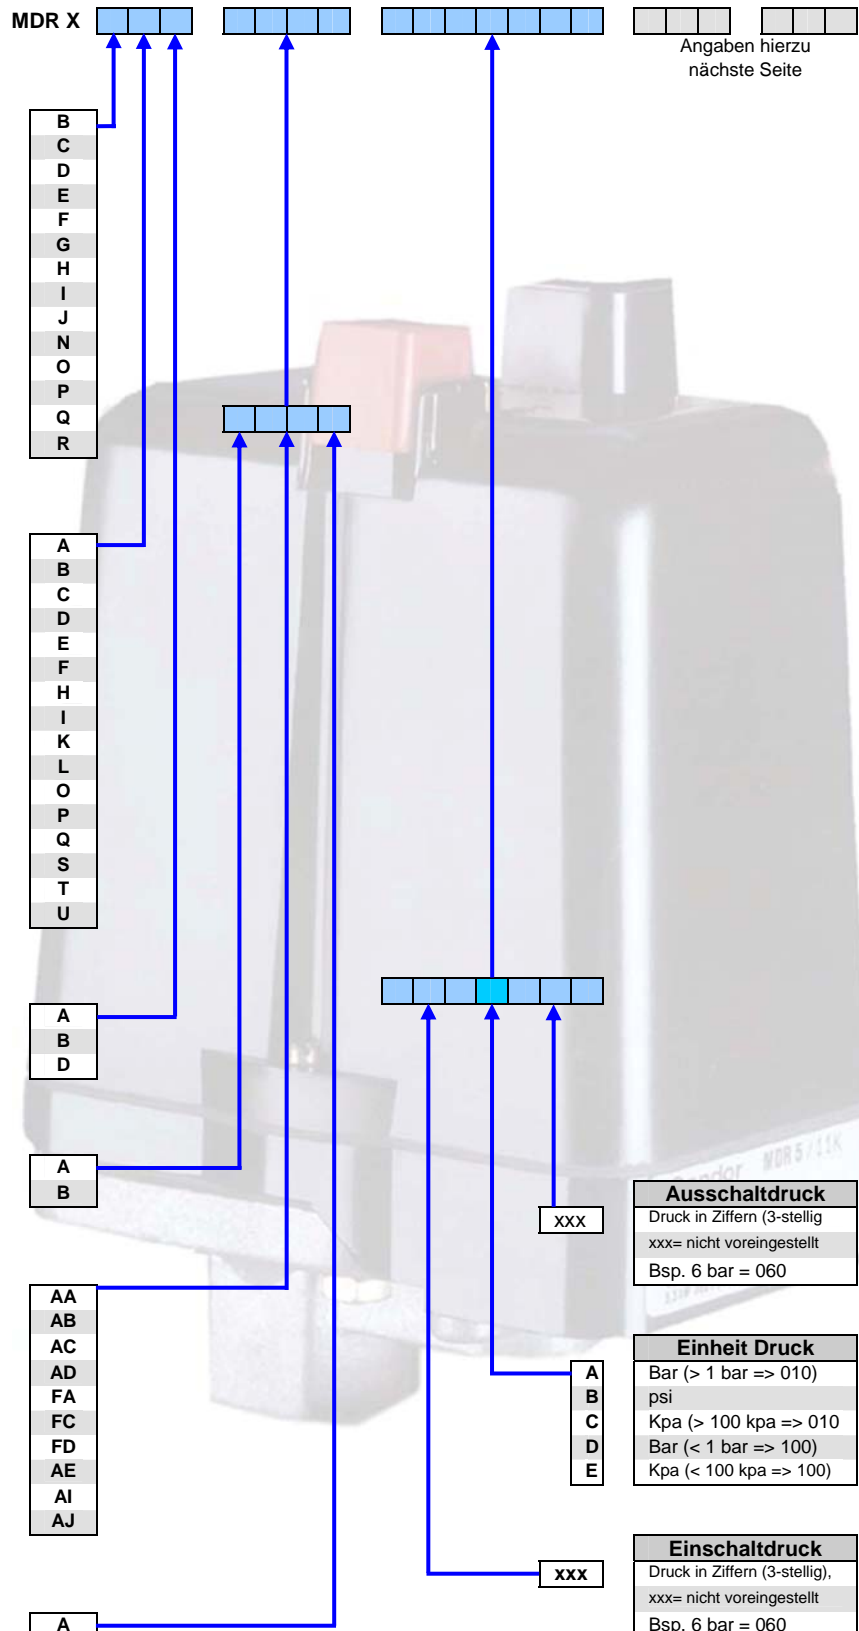 MDR X
Angaben hierzu
nächste Seite
B
C
D
E
F
G
H
I
J
N
O
P
Q
R
A
B
C
D
E
F
H
I
K
L
O
P
Q
S
T
U
A
B
D
A
B
MDR 5 / 11K
xxx
Ausschaltdruck
Druck in Ziffern (3-stellig
xxx= nicht voreingestellt
Bsp. 6 bar = 060
AA
AB
AC
AD
FA
FC
FD
AE
AI
AJ
Einheit Druck
A Bar (> 1 bar => 010)
B psi
C Kpa (> 100 kpa => 010
D Bar (< 1 bar => 100)
E Kpa (< 100 kpa => 100)
xxx
Einschaltdruck
Druck in Ziffern (3-stellig),
xxx= nicht voreingestellt
Bsp. 6 bar = 060
A